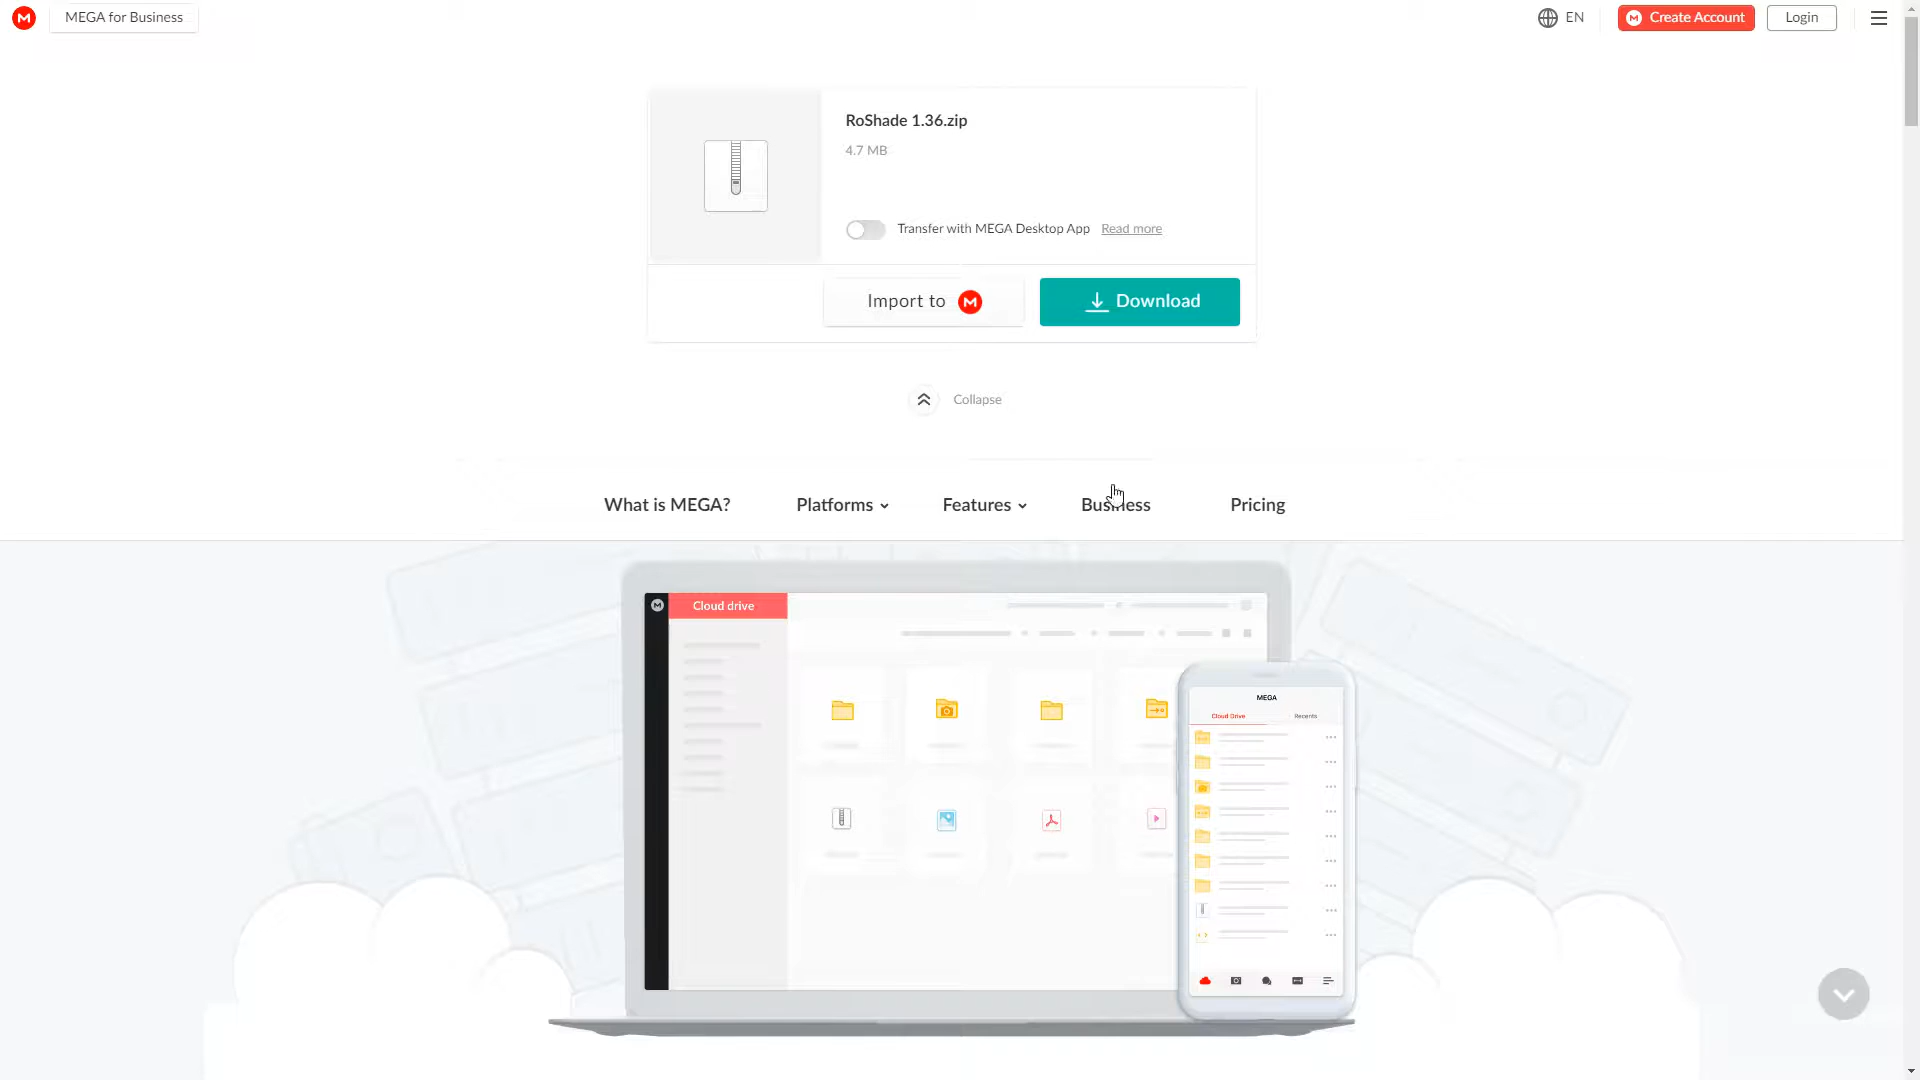 MEGA for Business
EN
Create Account
Login
RoShade 1.36.zip
4.7 MB
Transfer with MEGA Desktop App Read more
Import to
Download
Collapse
What is MEGA?
Platforms
Features
Business
Pricing
Cloud drive
MEGA
Cloud Drive
Recents